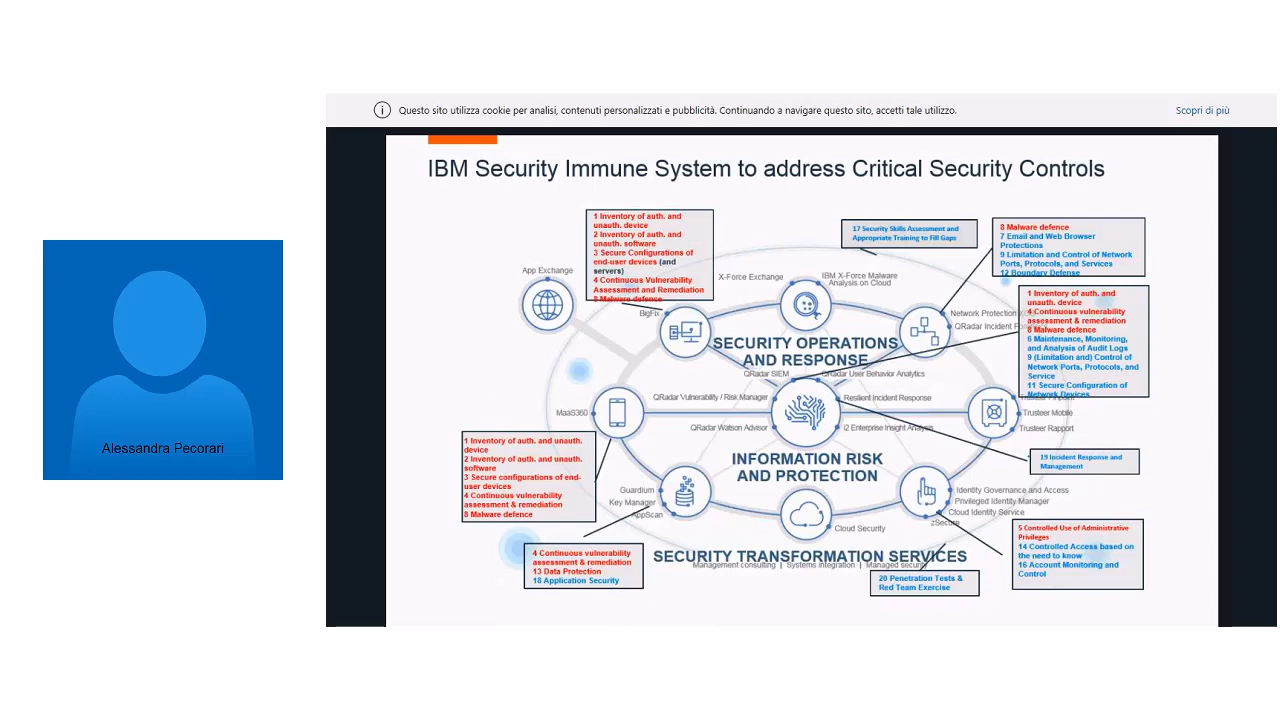 Questo sito utilizza cookie per analisi, contenuti personalizzati e pubblicità. Continuando a navigare questo sito, accetti tale utilizzo.
Scopri di più
IBM Security Immune System to address Critical Security Controls
1 Inventory of auth. and
unauth. device
2 Inventory of auth. and
unauth. software
3 Secure Configurations of
end-user devices (and
servers)
4 Continuous Vulnerability
Assessment and Remediation
8 Malware defence
17 Security Skills Assessment and
Appropriate Training to Fill Gaps
8 Malware defence
7 Email and Web Browser
Protections
9 Limitation and Control of Network
Ports, Protocols, and Services
12 Boundary Defense
App Exchange
X-Force Exchange
IBM X-Force Malware
Analysis on Cloud
1 Inventory of auth. and
unauth. device
4 Continuous vulnerability
assessment & remediation
8 Malware defence
6 Maintenance, Monitoring,
and Analysis of Audit Logs
9 (Limitation and) Control of
Network Ports, Protocols, and
Service
11 Secure Configuration of
Network Devices
BigFix
Network Protection
QRadar Incident
SECURITY OPERATIONS
AND RESPONSE
QRadar SIEM
QRadar User Behavior Analytics
QRadar Vulnerability / Risk Manager
Resilient Incident Response
MaaS360
Trusteer Mobile
QRadar Watson Advisor
i2 Enterprise Insight Analysis
Trusteer Rapport
1 Inventory of auth. and unauth.
device
2 Inventory of auth. and unauth.
software
3 Secure configurations of end-
user devices
4 Continuous vulnerability
assessment & remediation
8 Malware defence
Alessandra Pecorari
INFORMATION RISK
AND PROTECTION
19 Incident Response and
Management
Guardium
Key Manager
AppScan
Identity Governance and Access
Privileged Identity Manager
Cloud Identity Service
zSecure
Cloud Security
5 Controlled Use of Administrative
Privileges
14 Controlled Access based on
the need to know
16 Account Monitoring and
Control
4 Continuous vulnerability
assessment & remediation
13 Data Protection
18 Application Security
SECURITY TRANSFORMATION SERVICES
Management consulting | Systems integration | Managed security
20 Penetration Tests &
Red Team Exercise